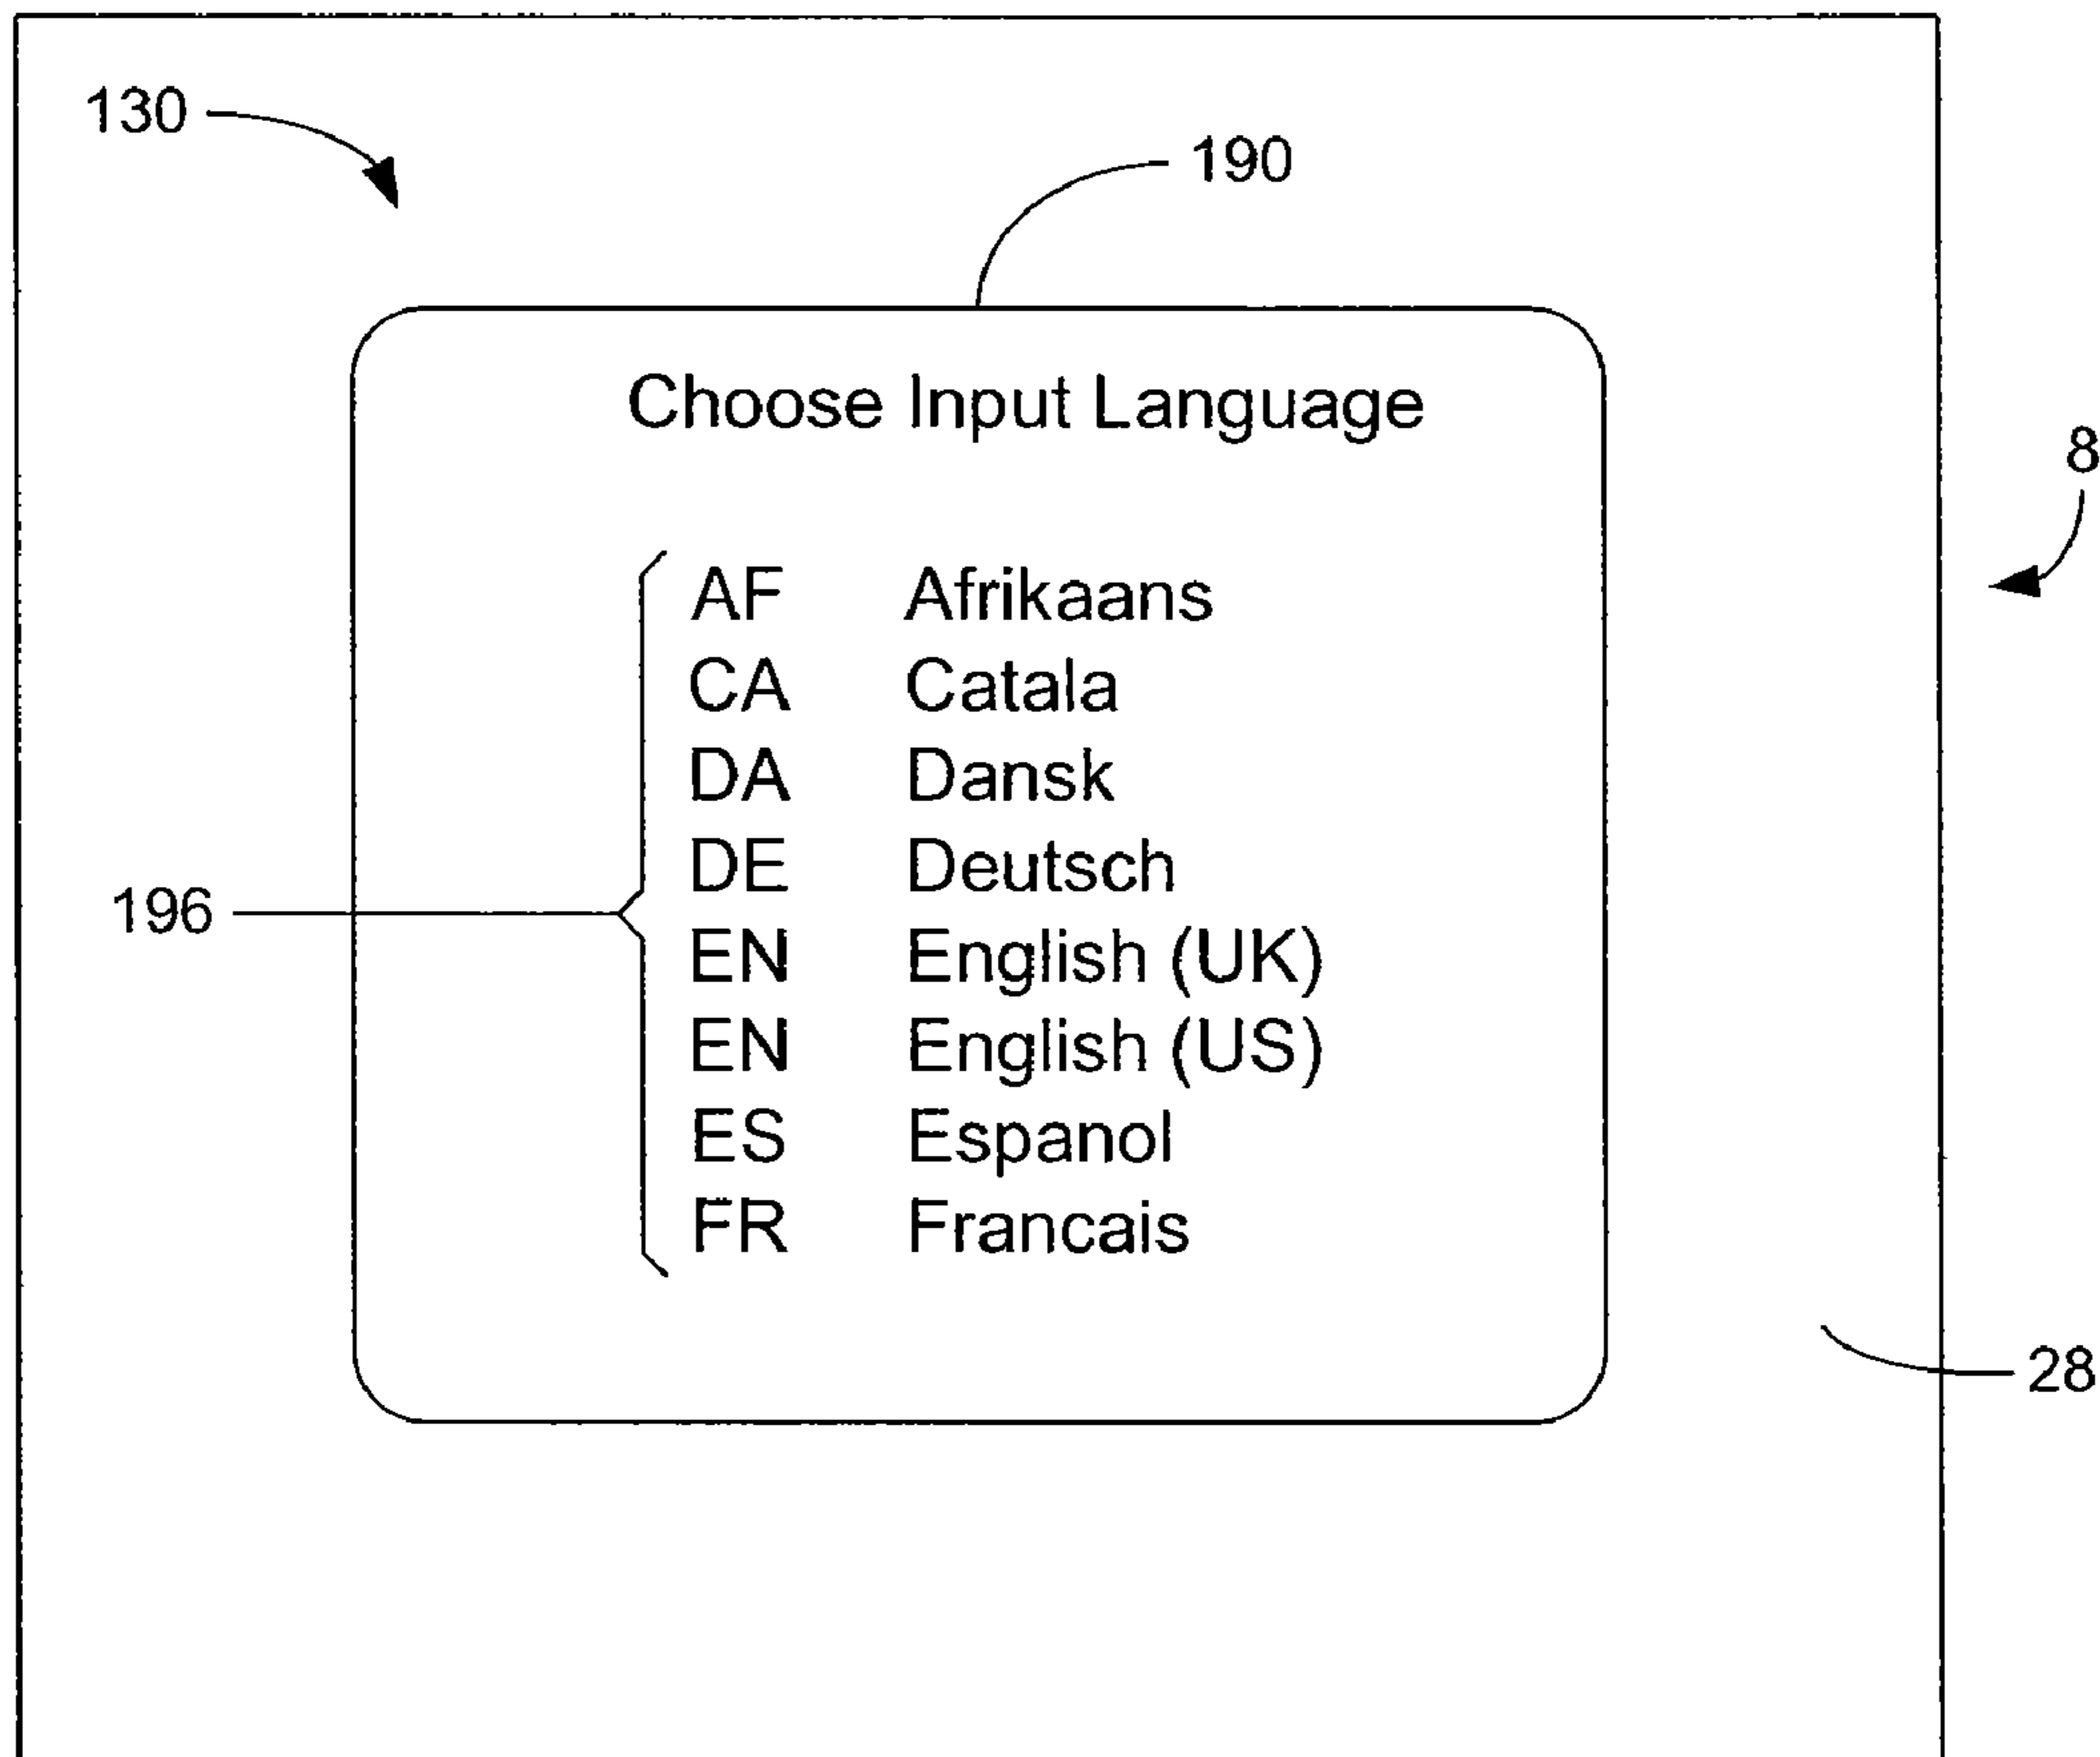 130
190
Choose Input Language
8
AF Afrikaans
CA Catala
DA Dansk
DE Deutsch
196
EN English (UK)
EN English (US)
ES Espanol
FR Francais
28